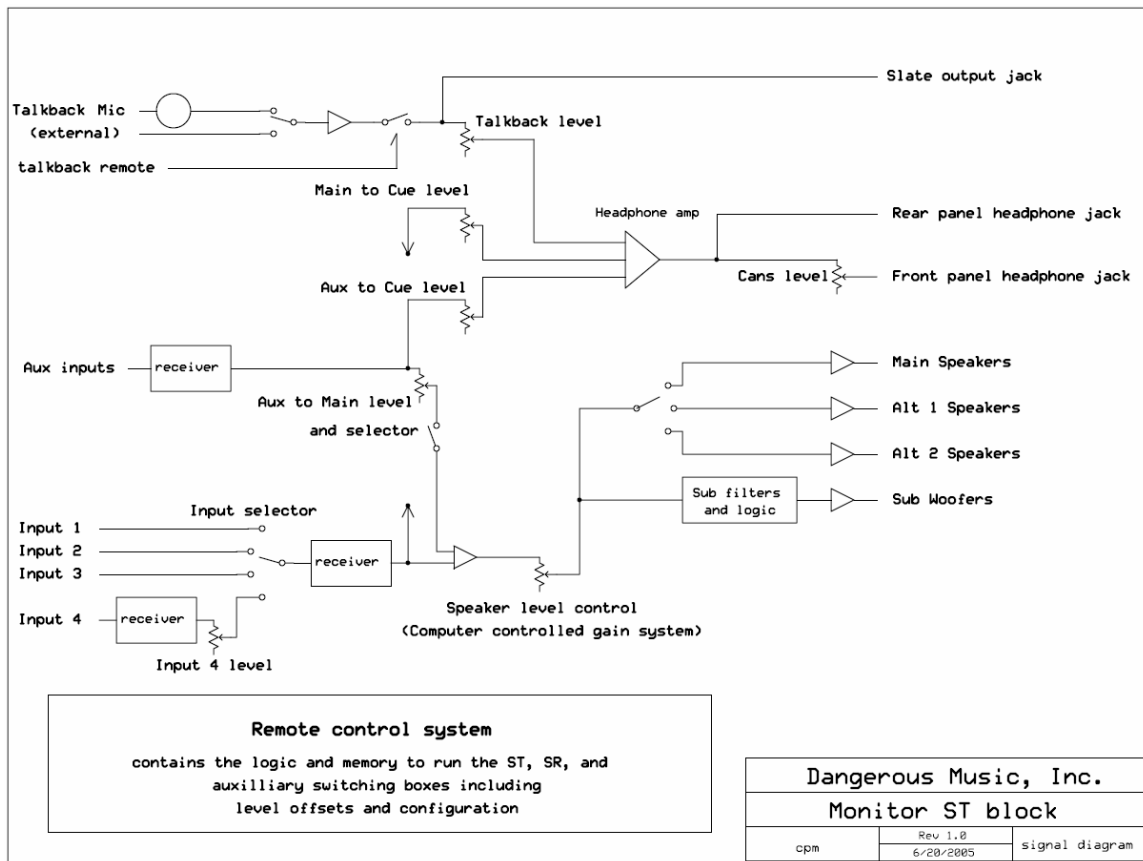 Slate output jack
Talkback Mic
(external)
Talkback level
talkback remote
Main to Cue level
Headphone amp
Rear panel headphone jack
Cans level
Front panel headphone jack
Aux to Cue level
Aux inputs
receiver
Main Speakers
Aux to Main level
and selector
Alt 1 Speakers
Alt 2 Speakers
Sub filters
and logic
Sub Woofers
Input selector
Input 1
Input 2
Input 3
receiver
Input 4
receiver
Input 4 level
Speaker level control
(Computer controlled gain system)
Remote control system
contains the logic and memory to run the ST, SR, and
auxilliary switching boxes including
level offsets and configuration
Dangerous Music, Inc.
Monitor ST block
cpm
Rev 1.0
6/20/2005
signal diagram